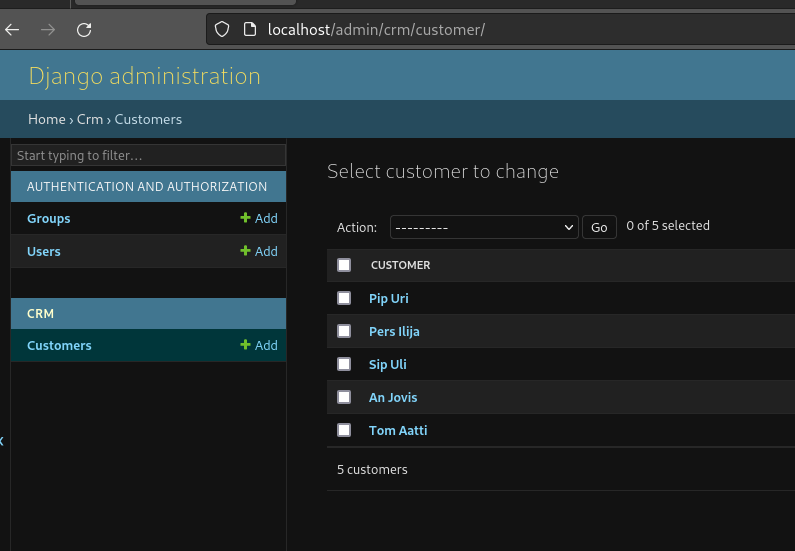 localhost/admin/crm/customer/
Django administration
Home › Crm › Customers
Start typing to filter…
AUTHENTICATION AND AUTHORIZATION
Groups + Add
Users + Add
CRM
Customers + Add
Select customer to change
Action: --------- Go 0 of 5 selected
CUSTOMER
Pip Uri
Pers Ilija
Sip Uli
An Jovis
Tom Aatti
5 customers